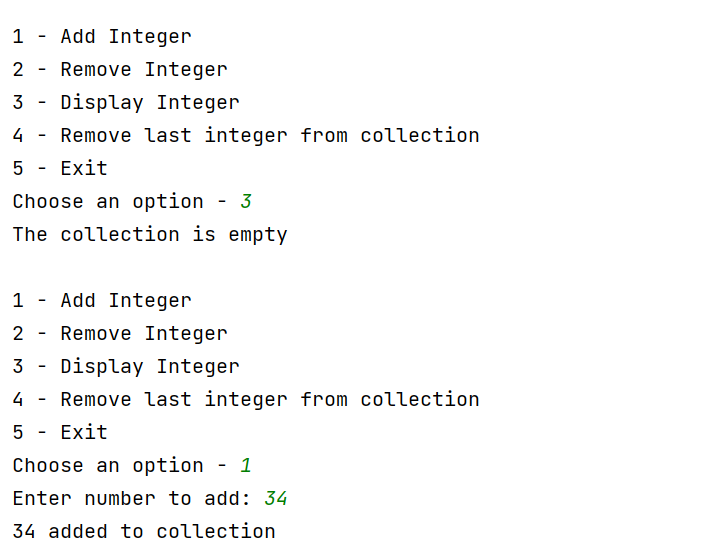 1 - Add Integer
2 - Remove Integer
3 - Display Integer
4 - Remove last integer from collection
5 - Exit
Choose an option - 3
The collection is empty
1 - Add Integer
2 - Remove Integer
3 - Display Integer
4 - Remove last integer from collection
5 - Exit
Choose an option - 1
Enter number to add: 34
34 added to collection